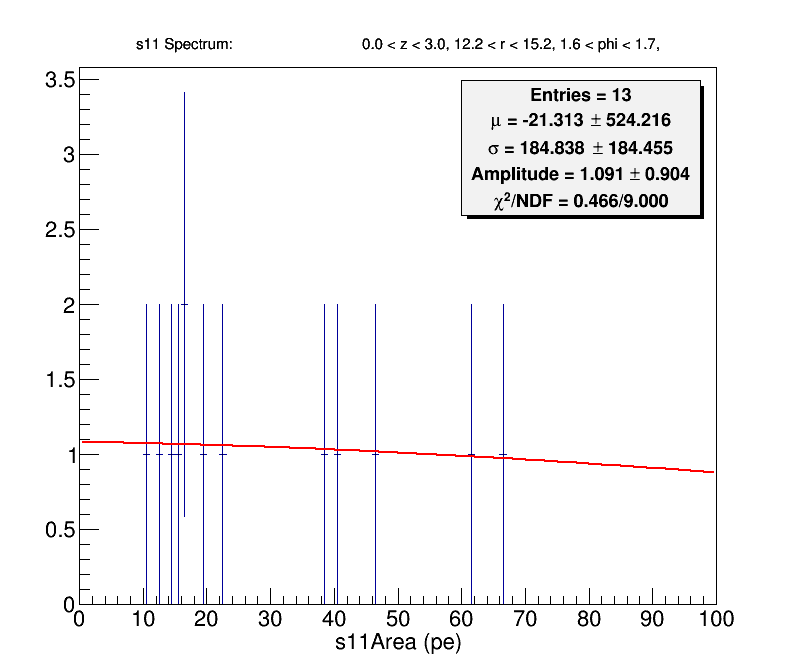 s11 Spectrum: 0.0 < z < 3.0, 12.2 < r < 15.2, 1.6 < phi < 1.7,
Entries = 13
μ = -21.313 ± 524.216
σ = 184.838 ± 184.455
Amplitude = 1.091 ± 0.904
χ²/NDF = 0.466/9.000
3.5
3
2.5
2
1.5
1
0.5
0
0 10 20 30 40 50 60 70 80 90 100
s11Area (pe)